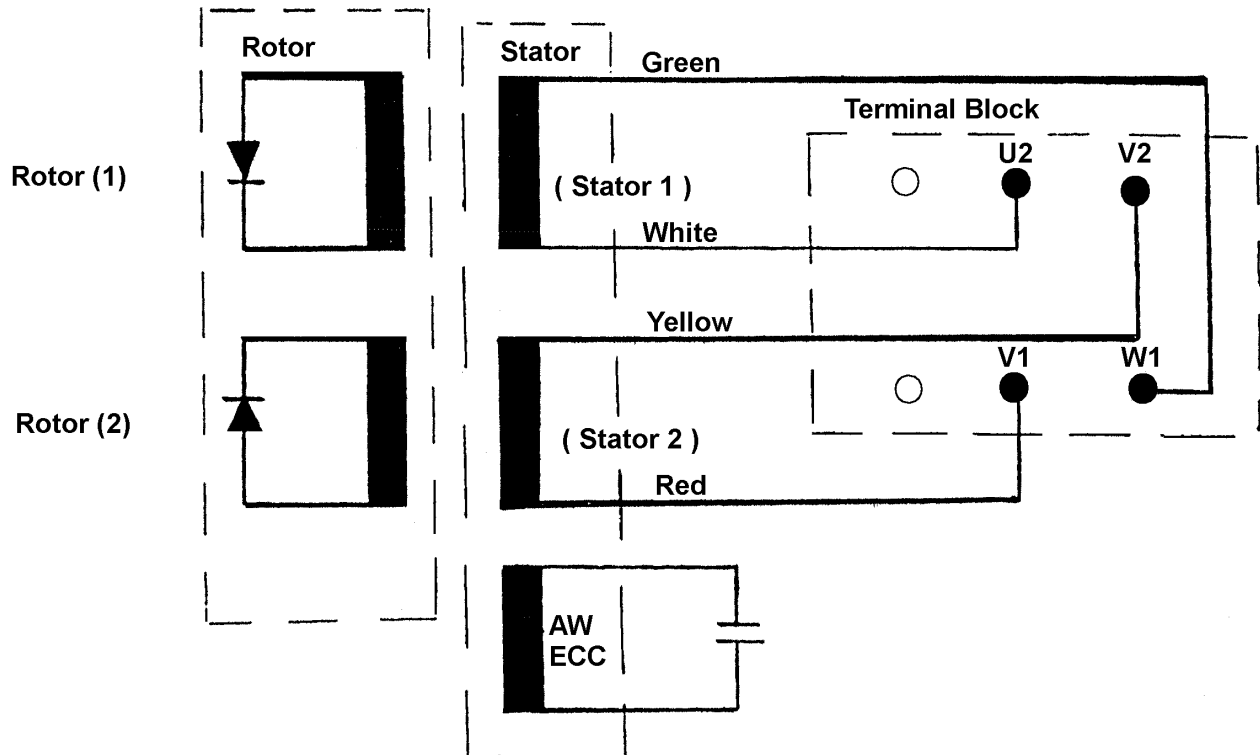 Rotor
Stator
Green
Terminal Block
U2
V2
Rotor (1)
( Stator 1 )
White
Yellow
V1
W1
Rotor (2)
( Stator 2 )
Red
AW
ECC